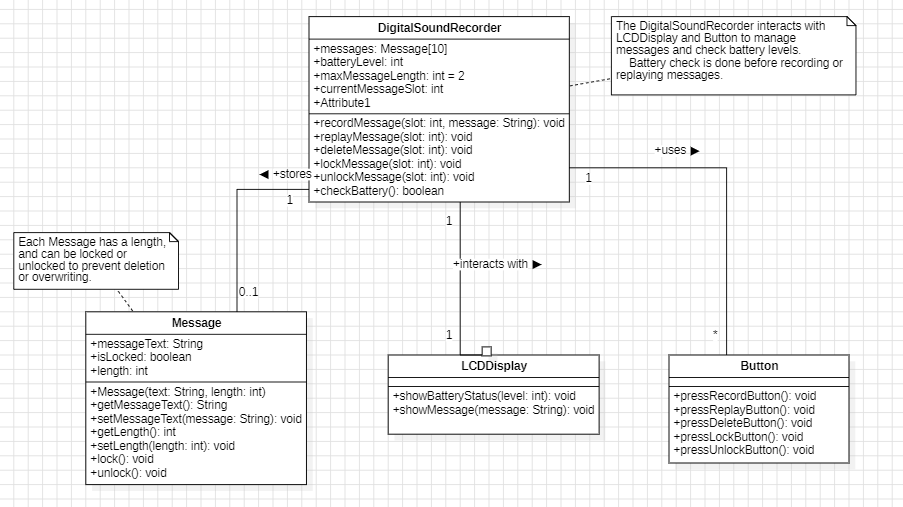 DigitalSoundRecorder
+messages: Message[10]
+batteryLevel: int
+maxMessageLength: int = 2
+currentMessageSlot: int
+Attribute1
+recordMessage(slot: int, message: String): void
+replayMessage(slot: int): void
+deleteMessage(slot: int): void
+lockMessage(slot: int): void
+unlockMessage(slot: int): void
+checkBattery(): boolean
The DigitalSoundRecorder interacts with
LCDDisplay and Button to manage
messages and check battery levels.
Battery check is done before recording or
replaying messages.
+uses ▶
1
◀ +stores
1
1
Each Message has a length,
and can be locked or
unlocked to prevent deletion
or overwriting.
+interacts with ▶
0..1
1
*
Message
+messageText: String
+isLocked: boolean
+length: int
+Message(text: String, length: int)
+getMessageText(): String
+setMessageText(message: String): void
+getLength(): int
+setLength(length: int): void
+lock(): void
+unlock(): void
LCDDisplay
+showBatteryStatus(level: int): void
+showMessage(message: String): void
Button
+pressRecordButton(): void
+pressReplayButton(): void
+pressDeleteButton(): void
+pressLockButton(): void
+pressUnlockButton(): void